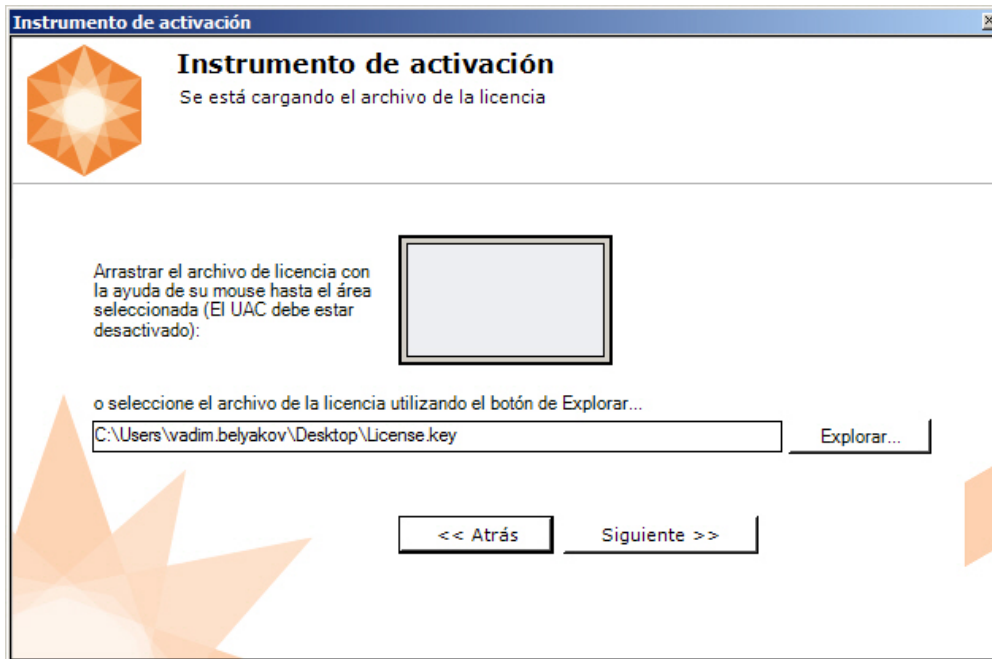 Instrumento de activación
Instrumento de activación
Se está cargando el archivo de la licencia
Arrastrar el archivo de licencia con
la ayuda de su mouse hasta el área
seleccionada (El UAC debe estar
desactivado):
o seleccione el archivo de la licencia utilizando el botón de Explorar...
C:\Users\vadim.belyakov\Desktop\License.key
Explorar...
<< Atrás
Siguiente >>